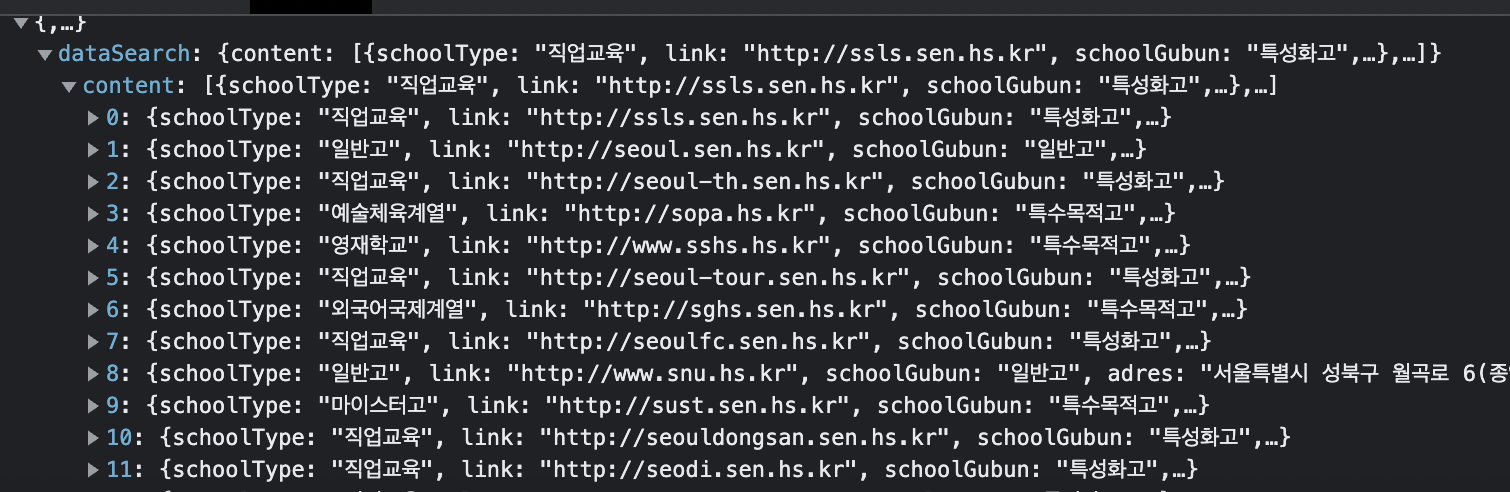 ▼{,…}
▼dataSearch: {content: [{schoolType: "직업교육", link: "http://ssls.sen.hs.kr", schoolGubun: "특성화고",…},…]}
▼content: [{schoolType: "직업교육", link: "http://ssls.sen.hs.kr", schoolGubun: "특성화고",…},…]
▶0: {schoolType: "직업교육", link: "http://ssls.sen.hs.kr", schoolGubun: "특성화고",…}
▶1: {schoolType: "일반고", link: "http://seoul.sen.hs.kr", schoolGubun: "일반고",…}
▶2: {schoolType: "직업교육", link: "http://seoul-th.sen.hs.kr", schoolGubun: "특성화고",…}
▶3: {schoolType: "예술체육계열", link: "http://sopa.hs.kr", schoolGubun: "특수목적고",…}
▶4: {schoolType: "영재학교", link: "http://www.sshs.hs.kr", schoolGubun: "특수목적고",…}
▶5: {schoolType: "직업교육", link: "http://seoul-tour.sen.hs.kr", schoolGubun: "특성화고",…}
▶6: {schoolType: "외국어국제계열", link: "http://sghs.sen.hs.kr", schoolGubun: "특수목적고",…}
▶7: {schoolType: "직업교육", link: "http://seoulfc.sen.hs.kr", schoolGubun: "특성화고",…}
▶8: {schoolType: "일반고", link: "http://www.snu.hs.kr", schoolGubun: "일반고", adres: "서울특별시 성북구 월곡로 6(종암
▶9: {schoolType: "마이스터고", link: "http://sust.sen.hs.kr", schoolGubun: "특수목적고",…}
▶10: {schoolType: "직업교육", link: "http://seouldongsan.sen.hs.kr", schoolGubun: "특성화고",…}
▶11: {schoolType: "직업교육", link: "http://seodi.sen.hs.kr", schoolGubun: "특성화고",…}